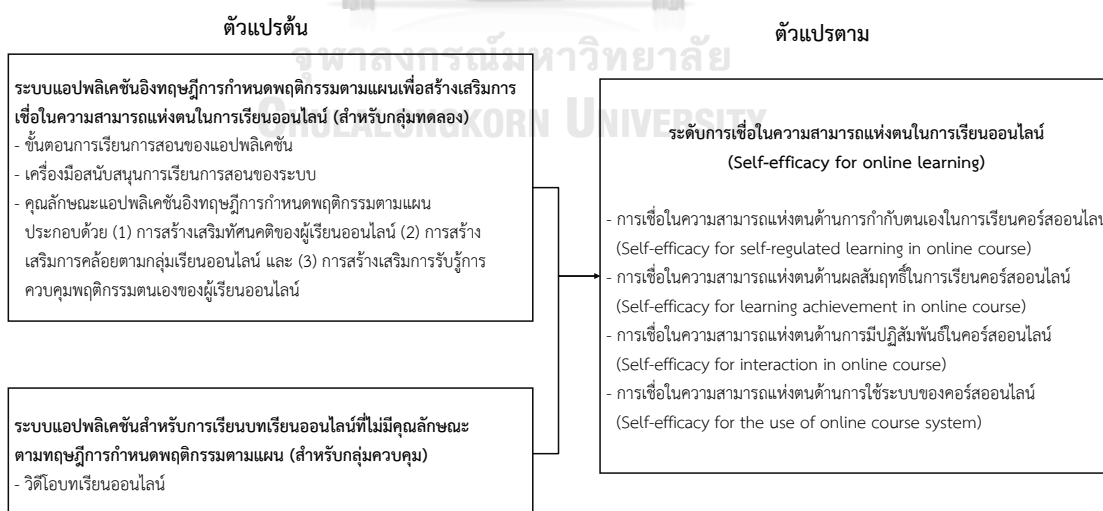 ตัวแปรต้น
ตัวแปรตาม
จุฬาลงกรณ์มหาวิทยาลัย
CHULALONGKORN UNIVERSITY
ระบบแอปพลิเคชันอิงทฤษฎีการกำหนดพฤติกรรมตามแผนเพื่อสร้างเสริมการ
เชื่อในความสามารถแห่งตนในการเรียนออนไลน์ (สำหรับกลุ่มทดลอง)
- ขั้นตอนการเรียนการสอนของแอปพลิเคชัน
- เครื่องมือสนับสนุนการเรียนการสอนของระบบ
- คุณลักษณะแอปพลิเคชันอิงทฤษฎีการกำหนดพฤติกรรมตามแผน
ประกอบด้วย (1) การสร้างเสริมทัศนคติของผู้เรียนออนไลน์ (2) การสร้าง
เสริมการคล้อยตามกลุ่มเรียนออนไลน์ และ (3) การสร้างเสริมการรับรู้การ
ควบคุมพฤติกรรมตนเองของผู้เรียนออนไลน์
ระบบแอปพลิเคชันสำหรับการเรียนบทเรียนออนไลน์ที่ไม่มีคุณลักษณะ
ตามทฤษฎีการกำหนดพฤติกรรมตามแผน (สำหรับกลุ่มควบคุม)
- วิดีโอบทเรียนออนไลน์
ระดับการเชื่อในความสามารถแห่งตนในการเรียนออนไลน์
(Self-efficacy for online learning)
- การเชื่อในความสามารถแห่งตนด้านการกำกับตนเองในการเรียนคอร์สออนไลน
(Self-efficacy for self-regulated learning in online course)
- การเชื่อในความสามารถแห่งตนด้านผลสัมฤทธิ์ในการเรียนคอร์สออนไลน์
(Self-efficacy for learning achievement in online course)
- การเชื่อในความสามารถแห่งตนด้านการมีปฏิสัมพันธ์ในคอร์สออนไลน์
(Self-efficacy for interaction in online course)
- การเชื่อในความสามารถแห่งตนด้านการใช้ระบบของคอร์สออนไลน์
(Self-efficacy for the use of online course system)